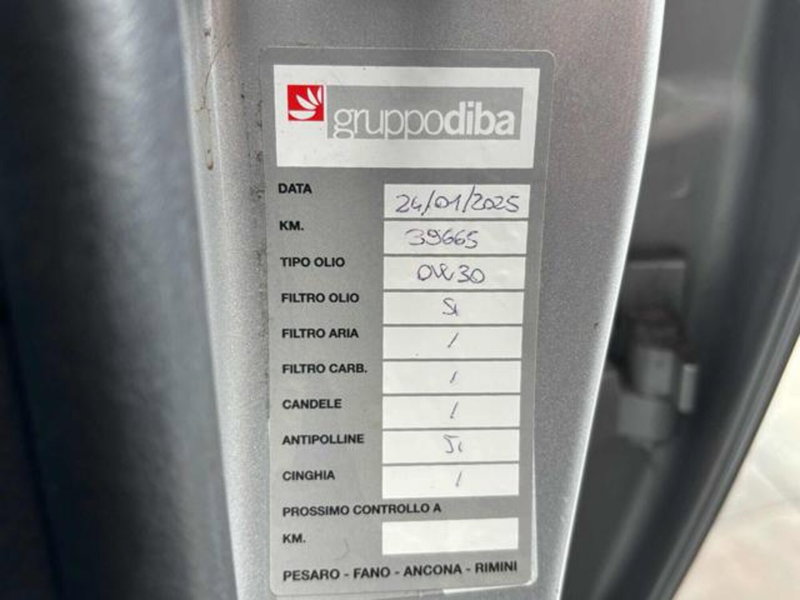 gruppodiba
DATA 24/01/2025
KM. 39665
TIPO OLIO 0W30
FILTRO OLIO Si
FILTRO ARIA /
FILTRO CARB. /
CANDELE /
ANTIPOLLINE Si
CINGHIA /
PROSSIMO CONTROLLO A
KM.
PESARO - FANO - ANCONA - RIMINI